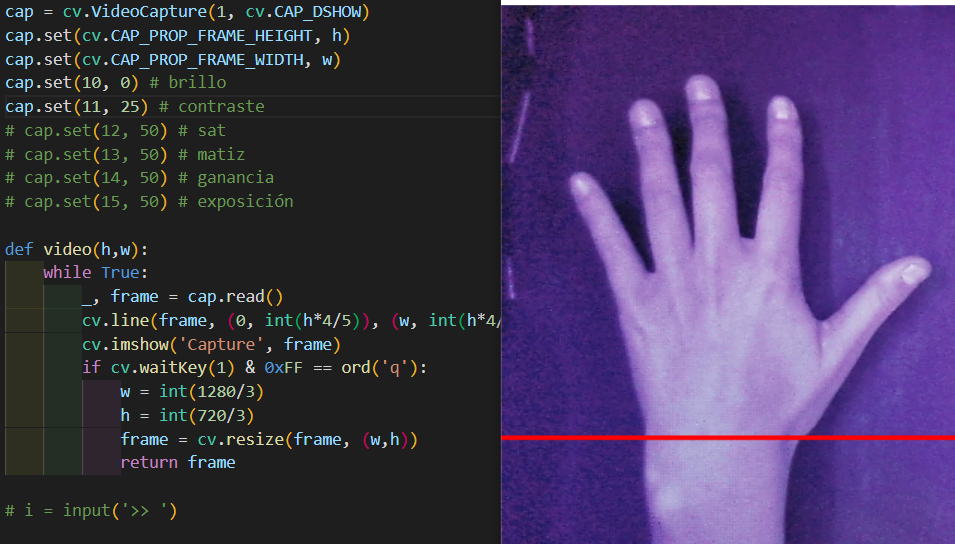 cap = cv.VideoCapture(1, cv.CAP_DSHOW)
cap.set(cv.CAP_PROP_FRAME_HEIGHT, h)
cap.set(cv.CAP_PROP_FRAME_WIDTH, w)
cap.set(10, 0) # brillo
cap.set(11, 25) # contraste
# cap.set(12, 50) # sat
# cap.set(13, 50) # matiz
# cap.set(14, 50) # ganancia
# cap.set(15, 50) # exposición
def video(h,w):
while True:
_, frame = cap.read()
cv.line(frame, (0, int(h*4/5)), (w, int(h*4/
cv.imshow('Capture', frame)
if cv.waitKey(1) & 0xFF == ord('q'):
w = int(1280/3)
h = int(720/3)
frame = cv.resize(frame, (w,h))
return frame
# i = input('>> ')